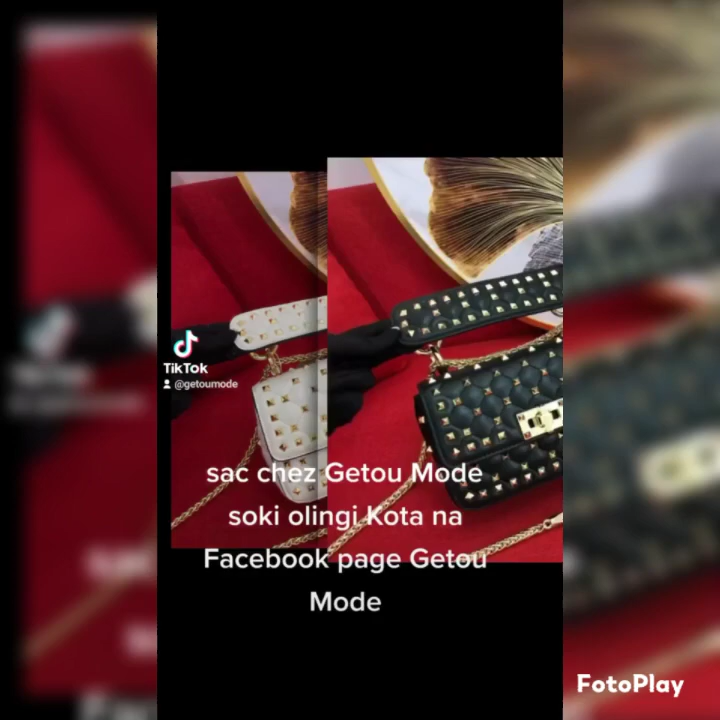 TikTok
@getoumode
sac chez Getou Mode
soki olingi Kota na
Facebook page Getou
Mode
FotoPlay